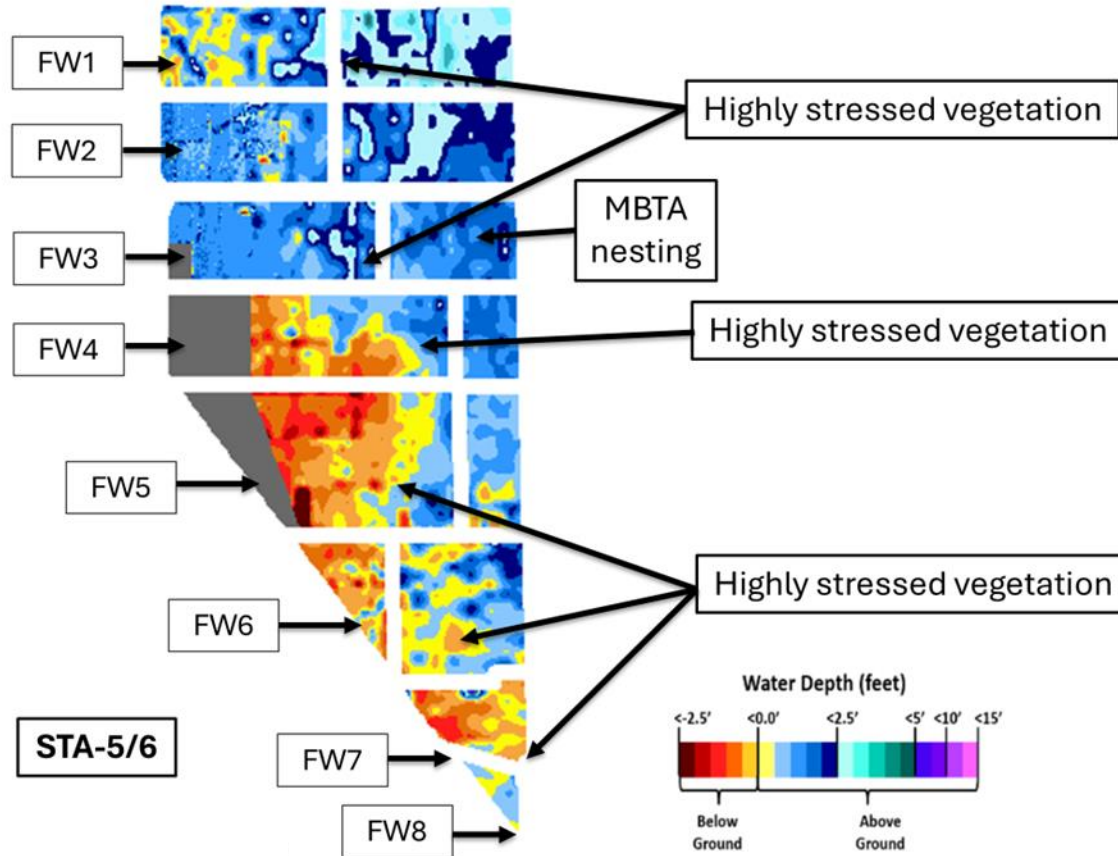 FW1
Highly stressed vegetation
FW2
MBTA
nesting
FW3
Highly stressed vegetation
FW4
FW5
Highly stressed vegetation
FW6
Water Depth (feet)
<-2.5' <0.0' <2.5' <5' <10' <15'
STA-5/6
FW7
Below
Ground
Above
Ground
FW8